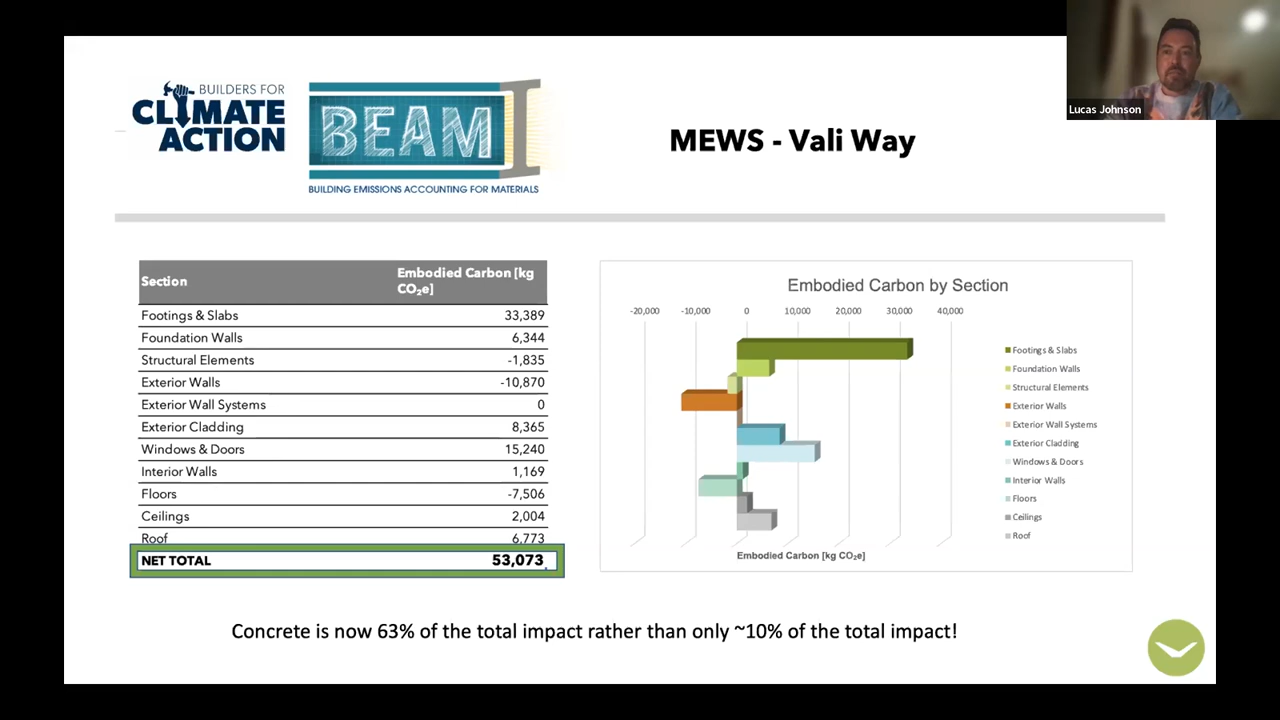 Lucas Johnson
BUILDERS FOR
CLIMATE
ACTION
BEAM
BUILDING EMISSIONS ACCOUNTING FOR MATERIALS
MEWS - Vali Way
Section Embodied Carbon [kg
CO₂e]
Footings & Slabs 33,389
Foundation Walls 6,344
Structural Elements -1,835
Exterior Walls -10,870
Exterior Wall Systems 0
Exterior Cladding 8,365
Windows & Doors 15,240
Interior Walls 1,169
Floors -7,506
Ceilings 2,004
Roof 6,773
NET TOTAL 53,073
Embodied Carbon by Section
-20,000 -10,000 0 10,000 20,000 30,000 40,000
Footings & Slabs
Foundation Walls
Structural Elements
Exterior Walls
Exterior Wall Systems
Exterior Cladding
Windows & Doors
Interior Walls
Floors
Ceilings
Roof
Embodied Carbon [kg CO₂e]
Concrete is now 63% of the total impact rather than only ~10% of the total impact!